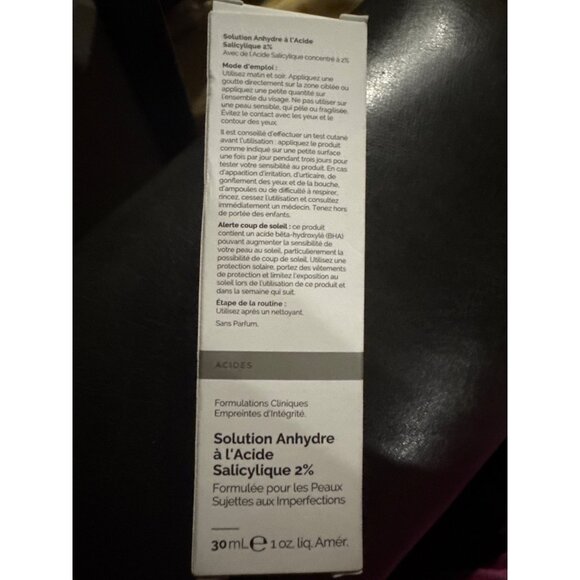 Solution Anhydre à l'Acide
Salicylique 2%
Avec de l'Acide Salicylique concentré à 2%
Mode d'emploi :
Utilisez matin et soir. Appliquez une
goutte directement sur la zone ciblée ou
appliquez une petite quantité sur
l'ensemble du visage. Ne pas utiliser sur
une peau sensible, qui pèle ou fragilisée.
Évitez le contact avec les yeux et le
contour des yeux.
Il est conseillé d'effectuer un test cutané
avant l'utilisation : appliquez le produit
comme indiqué sur une petite surface
une fois par jour pendant trois jours pour
tester votre sensibilité au produit. En cas
d'apparition d'irritation, d'urticaire, de
gonflement des yeux et de la bouche,
d'ampoules ou de difficulté à respirer,
rincez, cessez l'utilisation et consultez
immédiatement un médecin. Tenez hors
de portée des enfants.
Alerte coup de soleil : ce produit
contient un acide bêta-hydroxylé (BHA)
pouvant augmenter la sensibilité de
votre peau au soleil, particulièrement la
possibilité de coup de soleil. Utilisez une
protection solaire, portez des vêtements
de protection et limitez l'exposition au
soleil lors de l'utilisation de ce produit et
dans la semaine qui suit.
Étape de la routine :
Utilisez après un nettoyant.
Sans Parfum.
ACIDES
Formulations Cliniques
Empreintes d'Intégrité.
Solution Anhydre
à l'Acide
Salicylique 2%
Formulée pour les Peaux
Sujettes aux Imperfections
30 mL e 1 oz. liq. Amér.